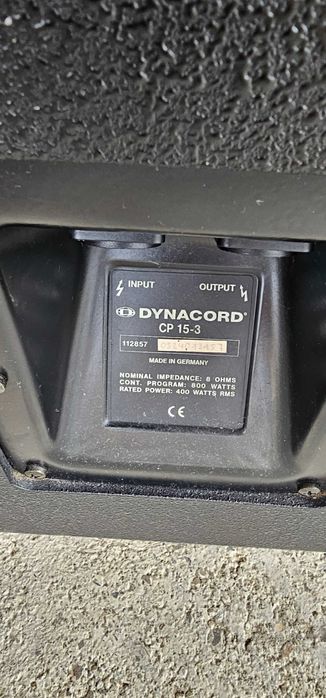 INPUT OUTPUT
DYNACORD
CP 15-3
112857
MADE IN GERMANY
NOMINAL IMPEDANCE: 8 OHMS
CONT. PROGRAM: 800 WATTS
RATED POWER: 400 WATTS RMS
CE